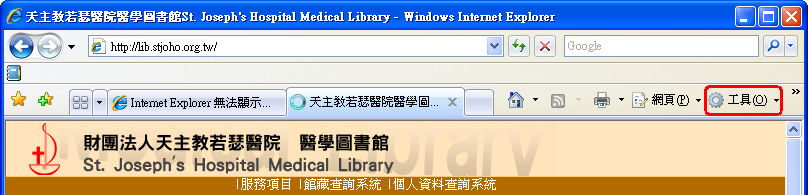 天主教若瑟醫院醫學圖書館St. Joseph's Hospital Medical Library - Windows Internet Explorer
http://lib.stjoho.org.tw/
Google
Internet Explorer 無法顯示...
天主教若瑟醫院醫學圖...
網頁(P)
工具(O)
財團法人天主教若瑟醫院 醫學圖書館
St. Joseph's Hospital Medical Library
|服務項目 |館藏查詢系統 |個人資料查詢系統